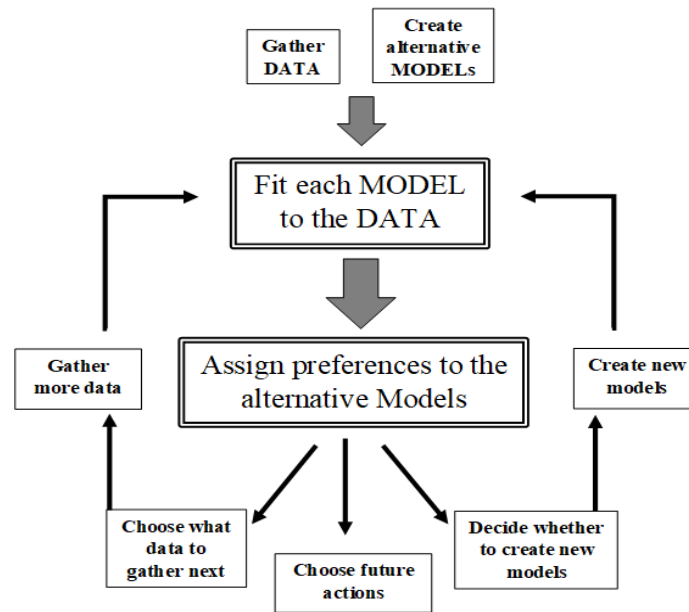 Gather
DATA
Create
alternative
MODELs
Fit each MODEL
to the DATA
Gather
more data
Assign preferences to the
alternative Models
Create new
models
Choose what
data to
gather next
Choose future
actions
Decide whether
to create new
models